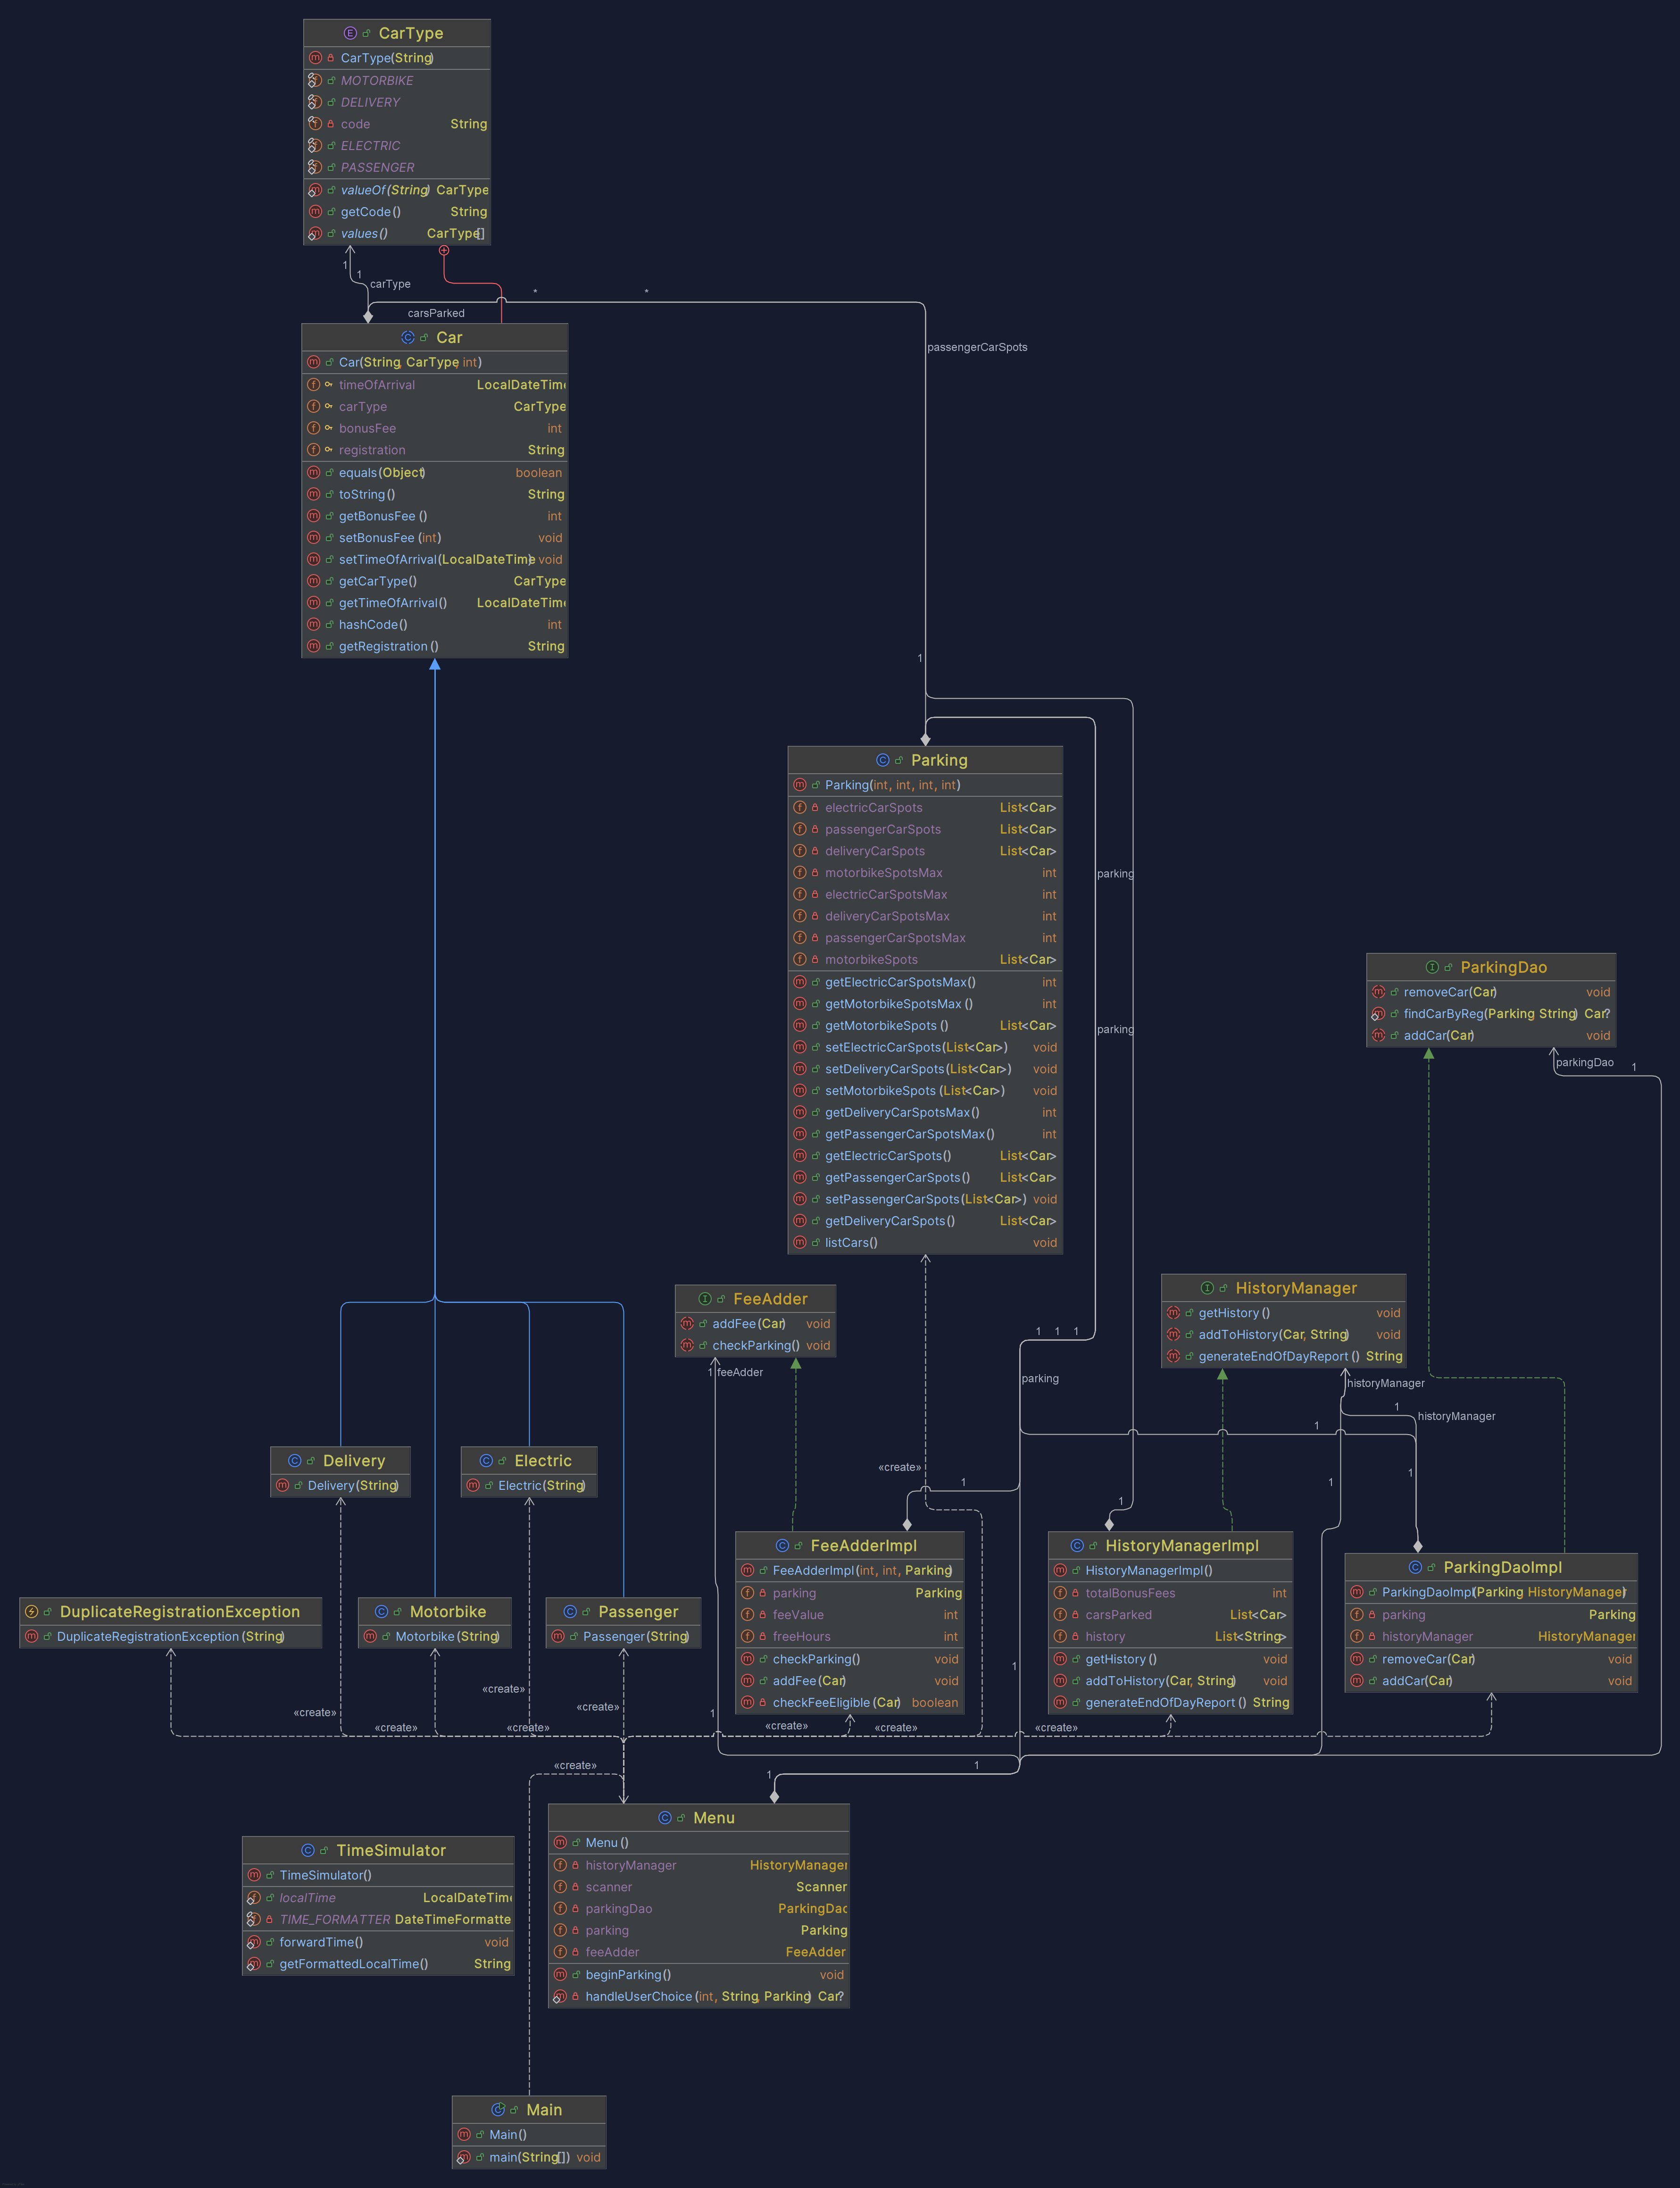 CarType
CarType(String)
MOTORBIKE
DELIVERY
code String
ELECTRIC
PASSENGER
valueOf(String) CarType
getCode() String
values() CarType[]
1
1
carType
*
*
carsParked
passengerCarSpots
Car
Car(String, CarType, int)
timeOfArrival LocalDateTime
carType CarType
bonusFee int
registration String
equals(Object) boolean
toString() String
getBonusFee() int
setBonusFee(int) void
setTimeOfArrival(LocalDateTime) void
getCarType() CarType
getTimeOfArrival() LocalDateTime
hashCode() int
getRegistration() String
1
Parking
Parking(int, int, int, int)
electricCarSpots List<Car>
passengerCarSpots List<Car>
deliveryCarSpots List<Car>
motorbikeSpotsMax int
electricCarSpotsMax int
deliveryCarSpotsMax int
passengerCarSpotsMax int
motorbikeSpots List<Car>
getElectricCarSpotsMax() int
getMotorbikeSpotsMax() int
getMotorbikeSpots() List<Car>
setElectricCarSpots(List<Car>) void
setDeliveryCarSpots(List<Car>) void
setMotorbikeSpots(List<Car>) void
getDeliveryCarSpotsMax() int
getPassengerCarSpotsMax() int
getElectricCarSpots() List<Car>
getPassengerCarSpots() List<Car>
setPassengerCarSpots(List<Car>) void
getDeliveryCarSpots() List<Car>
listCars() void
parking
parking
ParkingDao
removeCar(Car) void
findCarByReg(Parking, String) Car?
addCar(Car) void
parkingDao
1
FeeAdder
addFee(Car) void
checkParking() void
1
feeAdder
1 1 1
parking
HistoryManager
getHistory() void
addToHistory(Car, String) void
generateEndOfDayReport() String
historyManager
1
historyManager
1
1
1
1
1
«create»
Delivery
Delivery(String)
Electric
Electric(String)
FeeAdderImpl
FeeAdderImpl(int, int, Parking)
parking Parking
feeValue int
freeHours int
checkParking() void
addFee(Car) void
checkFeeEligible(Car) boolean
HistoryManagerImpl
HistoryManagerImpl()
totalBonusFees int
carsParked List<Car>
history List<String>
getHistory() void
addToHistory(Car, String) void
generateEndOfDayReport() String
ParkingDaoImpl
ParkingDaoImpl(Parking, HistoryManager)
parking Parking
historyManager HistoryManager
removeCar(Car) void
addCar(Car) void
DuplicateRegistrationException
DuplicateRegistrationException(String)
Motorbike
Motorbike(String)
Passenger
Passenger(String)
1
«create»
«create»
«create»
1
«create»
«create»
«create»
«create»
«create»
«create»
1
1
Menu
Menu()
historyManager HistoryManager
scanner Scanner
parkingDao ParkingDao
parking Parking
feeAdder FeeAdder
beginParking() void
handleUserChoice(int, String, Parking) Car?
TimeSimulator
TimeSimulator()
localTime LocalDateTime
TIME_FORMATTER DateTimeFormatte
forwardTime() void
getFormattedLocalTime() String
Main
Main()
main(String[]) void